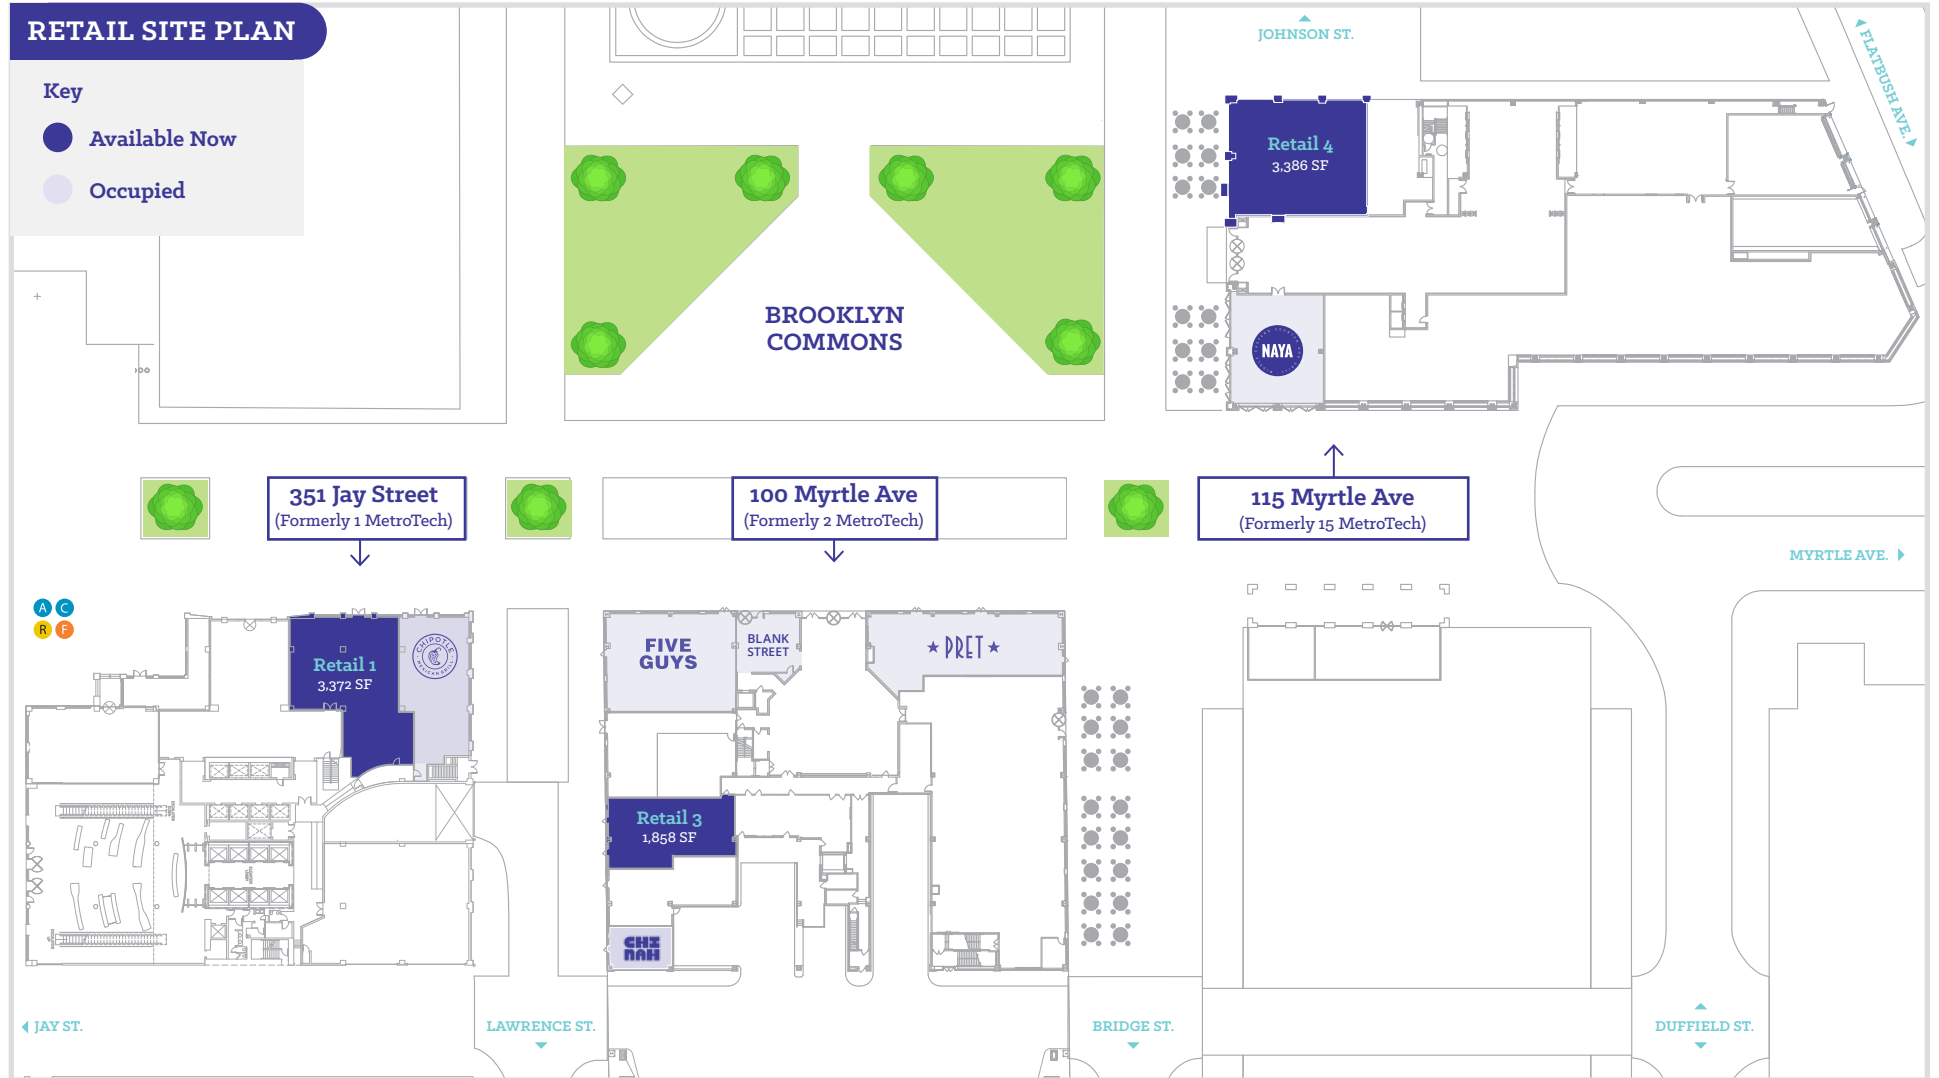 RETAIL SITE PLAN
Key
Available Now
Occupied
JOHNSON ST.
FLATBUSH AVE.
Retail 4
3,386 SF
BROOKLYN
COMMONS
NAYA
351 Jay Street
(Formerly 1 MetroTech)
100 Myrtle Ave
(Formerly 2 MetroTech)
115 Myrtle Ave
(Formerly 15 MetroTech)
MYRTLE AVE.
A C
R F
Retail 1
3,372 SF
CHIPOTLE
MEXICAN GRILL
FIVE
GUYS
BLANK
STREET
PRET
Retail 3
1,858 SF
CHI
NAH
JAY ST.
LAWRENCE ST.
BRIDGE ST.
DUFFIELD ST.